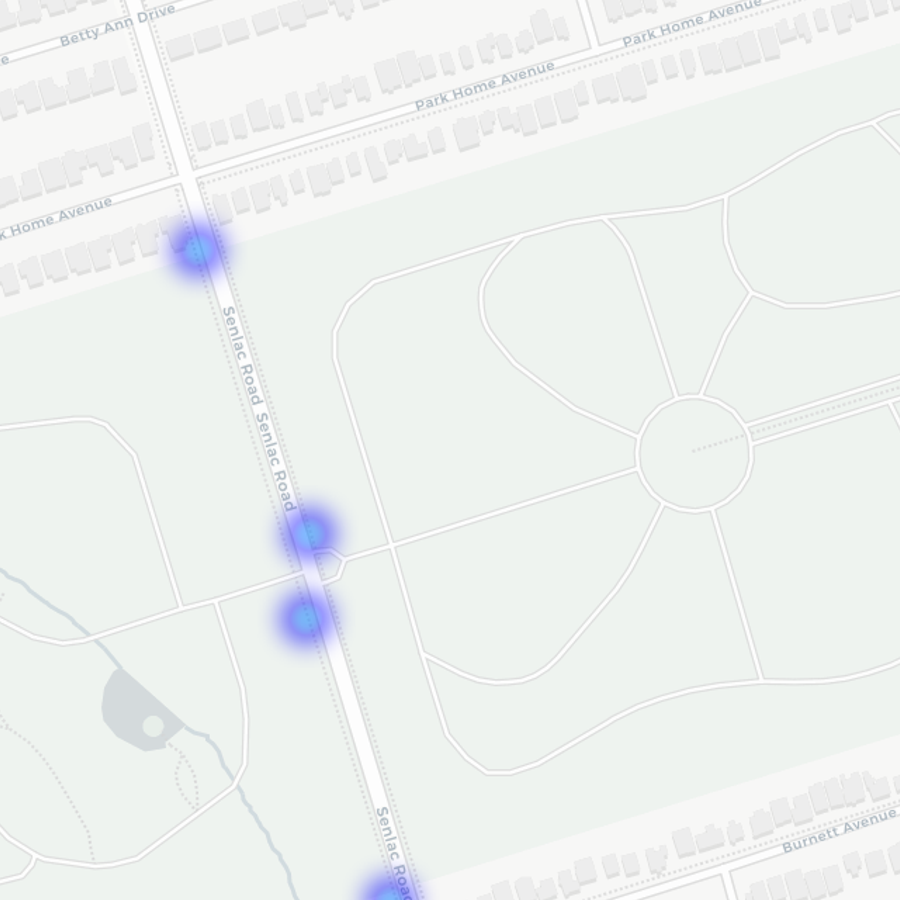 Betty Ann Drive
Park Home Avenue
Park Home Avenue
k Home Avenue
Senlac Road
Senlac Road
Senlac Road
Burnett Avenue